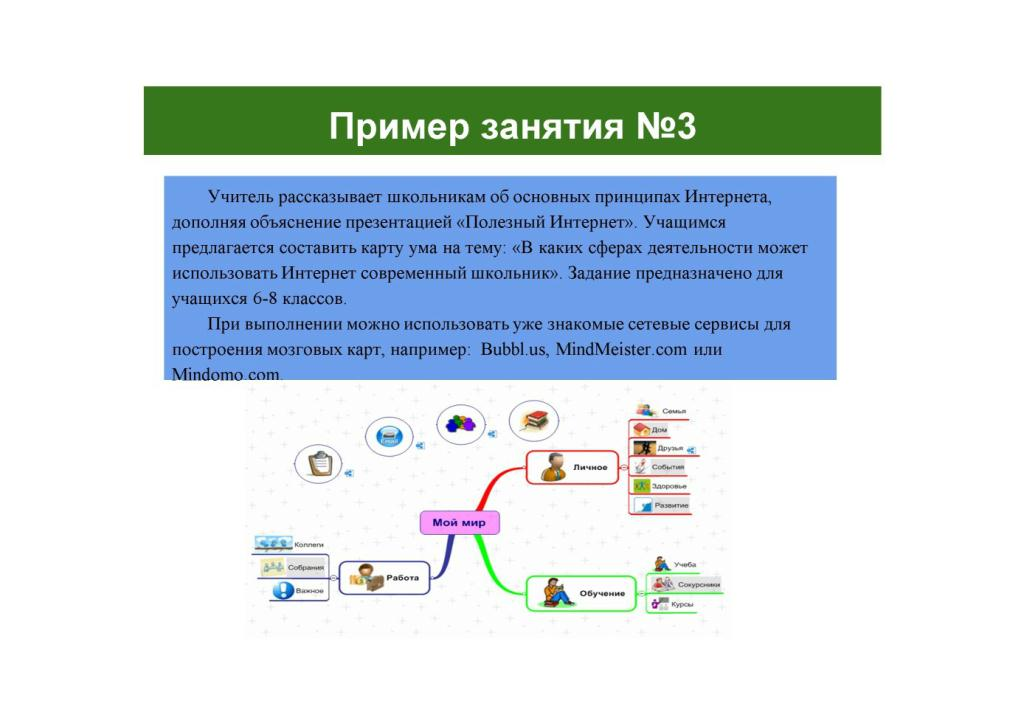 Пример занятия №3
Учитель рассказывает школьникам об основных принципах Интернета,
дополняя объяснение презентацией «Полезный Интернет». Учащимся
предлагается составить карту ума на тему: «В каких сферах деятельности может
использовать Интернет современный школьник». Задание предназначено для
учащихся 6-8 классов.
При выполнении можно использовать уже знакомые сетевые сервисы для
построения мозговых карт, например: Bubbl.us, MindMeister.com или
Mindomo.com.
Email
Мой мир
Личное
Семья
Дом
Друзья
События
Здоровье
Развитие
Работа
Коллеги
Собрания
Важное
Обучение
Учеба
Сокурсники
Курсы